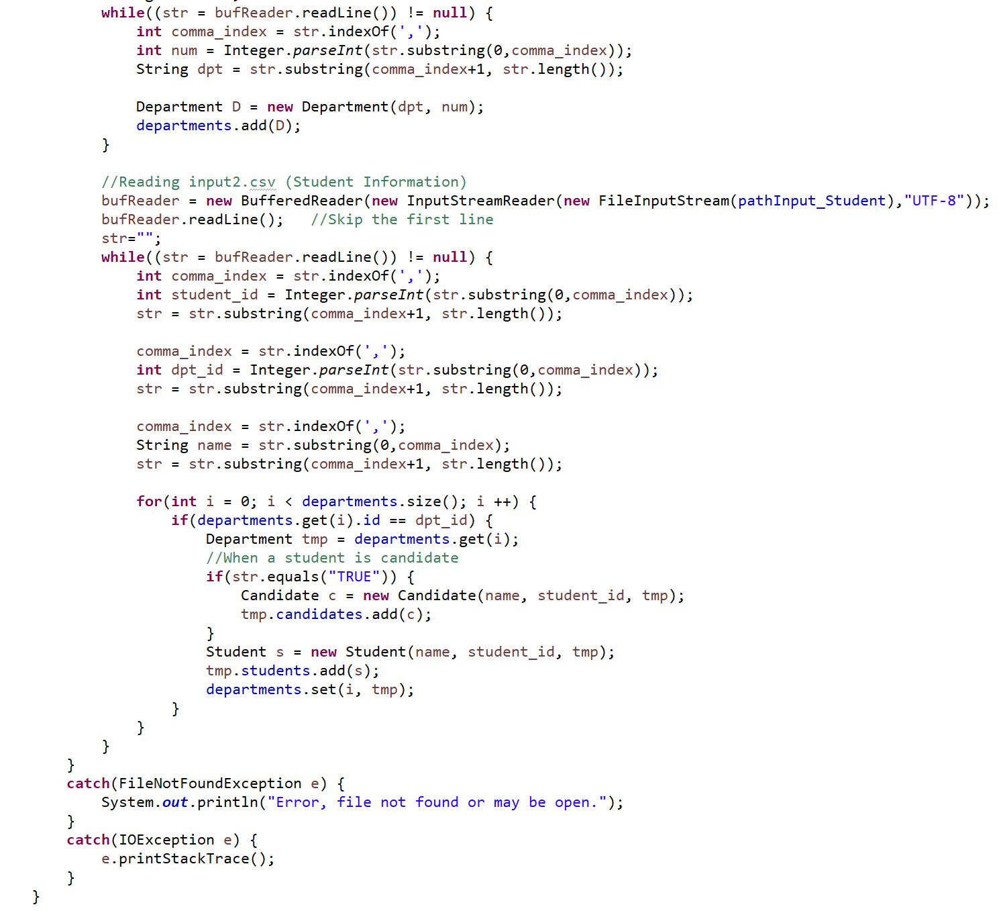 while((str = bufReader.readLine()) != null) {
int comma_index = str.indexOf(',');
int num = Integer.parseInt(str.substring(0,comma_index));
String dpt = str.substring(comma_index+1, str.length());
Department D = new Department(dpt, num);
departments.add(D);
}
//Reading input2.csv (Student Information)
bufReader = new BufferedReader(new InputStreamReader(new FileInputStream(pathInput_Student),"UTF-8"));
bufReader.readLine();   //Skip the first line
str="";
while((str = bufReader.readLine()) != null) {
int comma_index = str.indexOf(',');
int student_id = Integer.parseInt(str.substring(0,comma_index));
str = str.substring(comma_index+1, str.length());
comma_index = str.indexOf(',');
int dpt_id = Integer.parseInt(str.substring(0,comma_index));
str = str.substring(comma_index+1, str.length());
comma_index = str.indexOf(',');
String name = str.substring(0,comma_index);
str = str.substring(comma_index+1, str.length());
for(int i = 0; i < departments.size(); i ++) {
if(departments.get(i).id == dpt_id) {
Department tmp = departments.get(i);
//When a student is candidate
if(str.equals("TRUE")) {
Candidate c = new Candidate(name, student_id, tmp);
tmp.candidates.add(c);
}
Student s = new Student(name, student_id, tmp);
tmp.students.add(s);
departments.set(i, tmp);
}
}
}
}
catch(FileNotFoundException e) {
System.out.println("Error, file not found or may be open.");
}
catch(IOException e) {
e.printStackTrace();
}
}